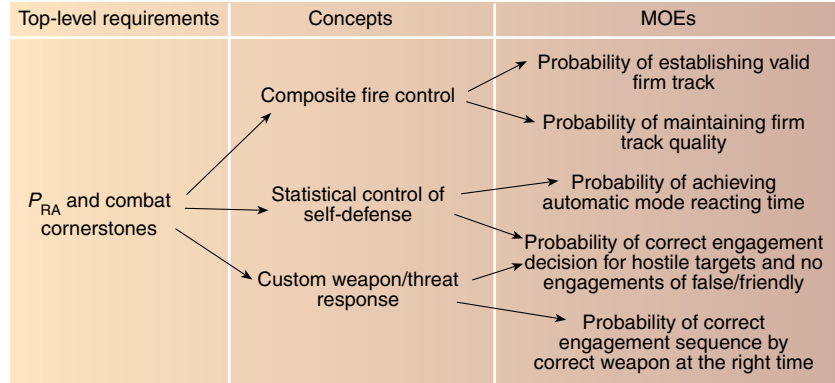 Top-level requirements
Concepts
MOEs
P_RA and combat
cornerstones
Composite fire control
Statistical control of
self-defense
Custom weapon/threat
response
Probability of establishing valid
firm track
Probability of maintaining firm
track quality
Probability of achieving
automatic mode reacting time
Probability of correct engagement
decision for hostile targets and no
engagements of false/friendly
Probability of correct
engagement sequence by
correct weapon at the right time